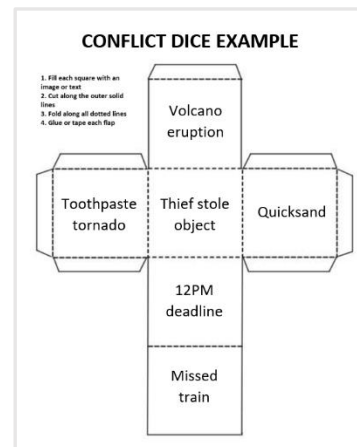 CONFLICT DICE EXAMPLE
1. Fill each square with an
image or text
2. Cut along the outer solid
lines
3. Fold along all dotted lines
4. Glue or tape each flap
Volcano
eruption
Toothpaste
tornado
Thief stole
object
Quicksand
12PM
deadline
Missed
train